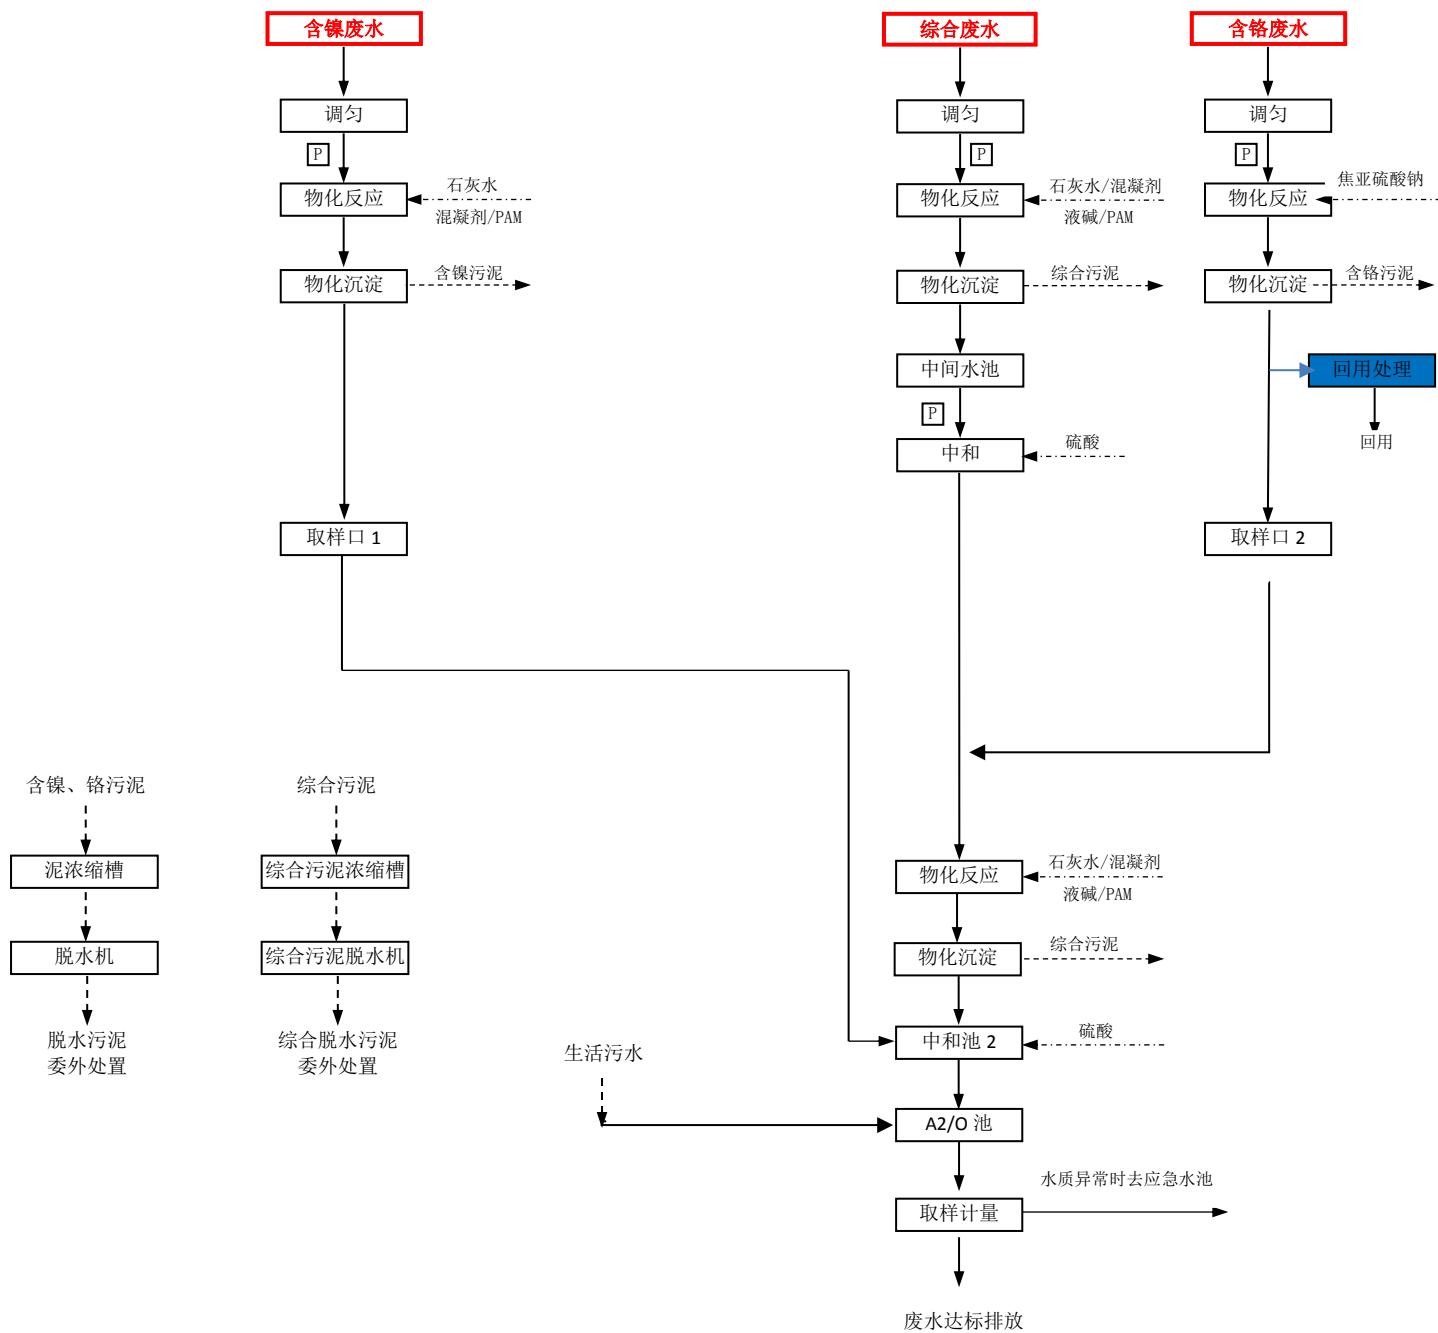 含镍废水
综合废水
含铬废水
调匀
调匀
调匀
P
P
P
物化反应
石灰水
混凝剂/PAM
物化反应
石灰水/混凝剂
液碱/PAM
物化反应
焦亚硫酸钠
物化沉淀
含镍污泥
物化沉淀
综合污泥
物化沉淀
含铬污泥
中间水池
回用处理
P
回用
中和
硫酸
取样口 1
取样口 2
含镍、铬污泥
综合污泥
泥浓缩槽
综合污泥浓缩槽
物化反应
石灰水/混凝剂
液碱/PAM
脱水机
综合污泥脱水机
物化沉淀
综合污泥
脱水污泥
委外处置
综合脱水污泥
委外处置
中和池 2
硫酸
生活污水
A2/O 池
水质异常时去应急水池
取样计量
废水达标排放